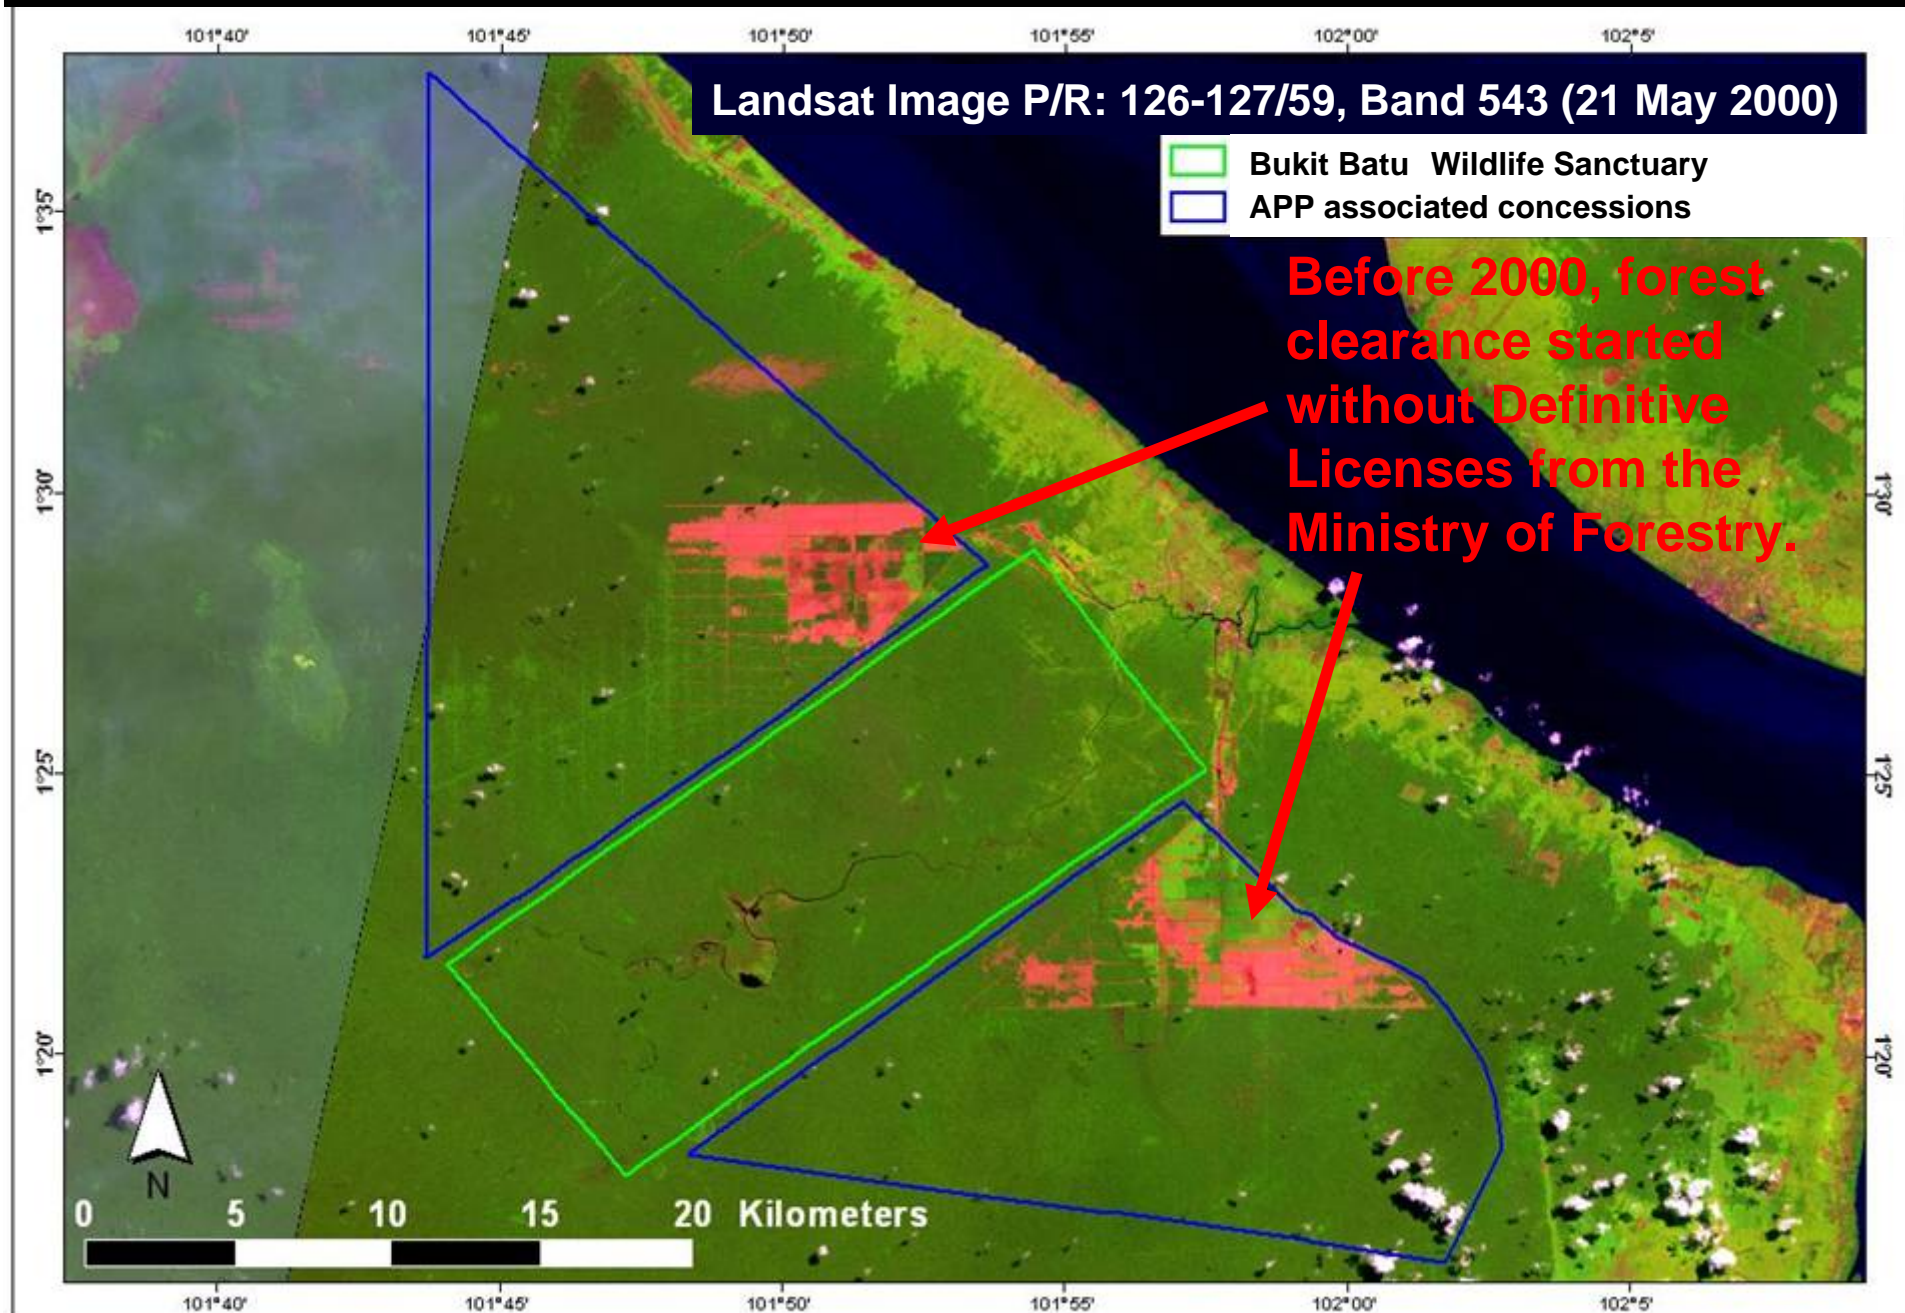 101°40' 101°45' 101°50' 101°55' 102°00' 102°5'
Landsat Image P/R: 126-127/59, Band 543 (21 May 2000)
Bukit Batu Wildlife Sanctuary
APP associated concessions
Before 2000, forest
clearance started
without Definitive
Licenses from the
Ministry of Forestry.
1°35'
1°30'
1°25'
1°20'
1°30'
1°25'
1°20'
N
0 5 10 15 20 Kilometers
101°40' 101°45' 101°50' 101°55' 102°00' 102°5'